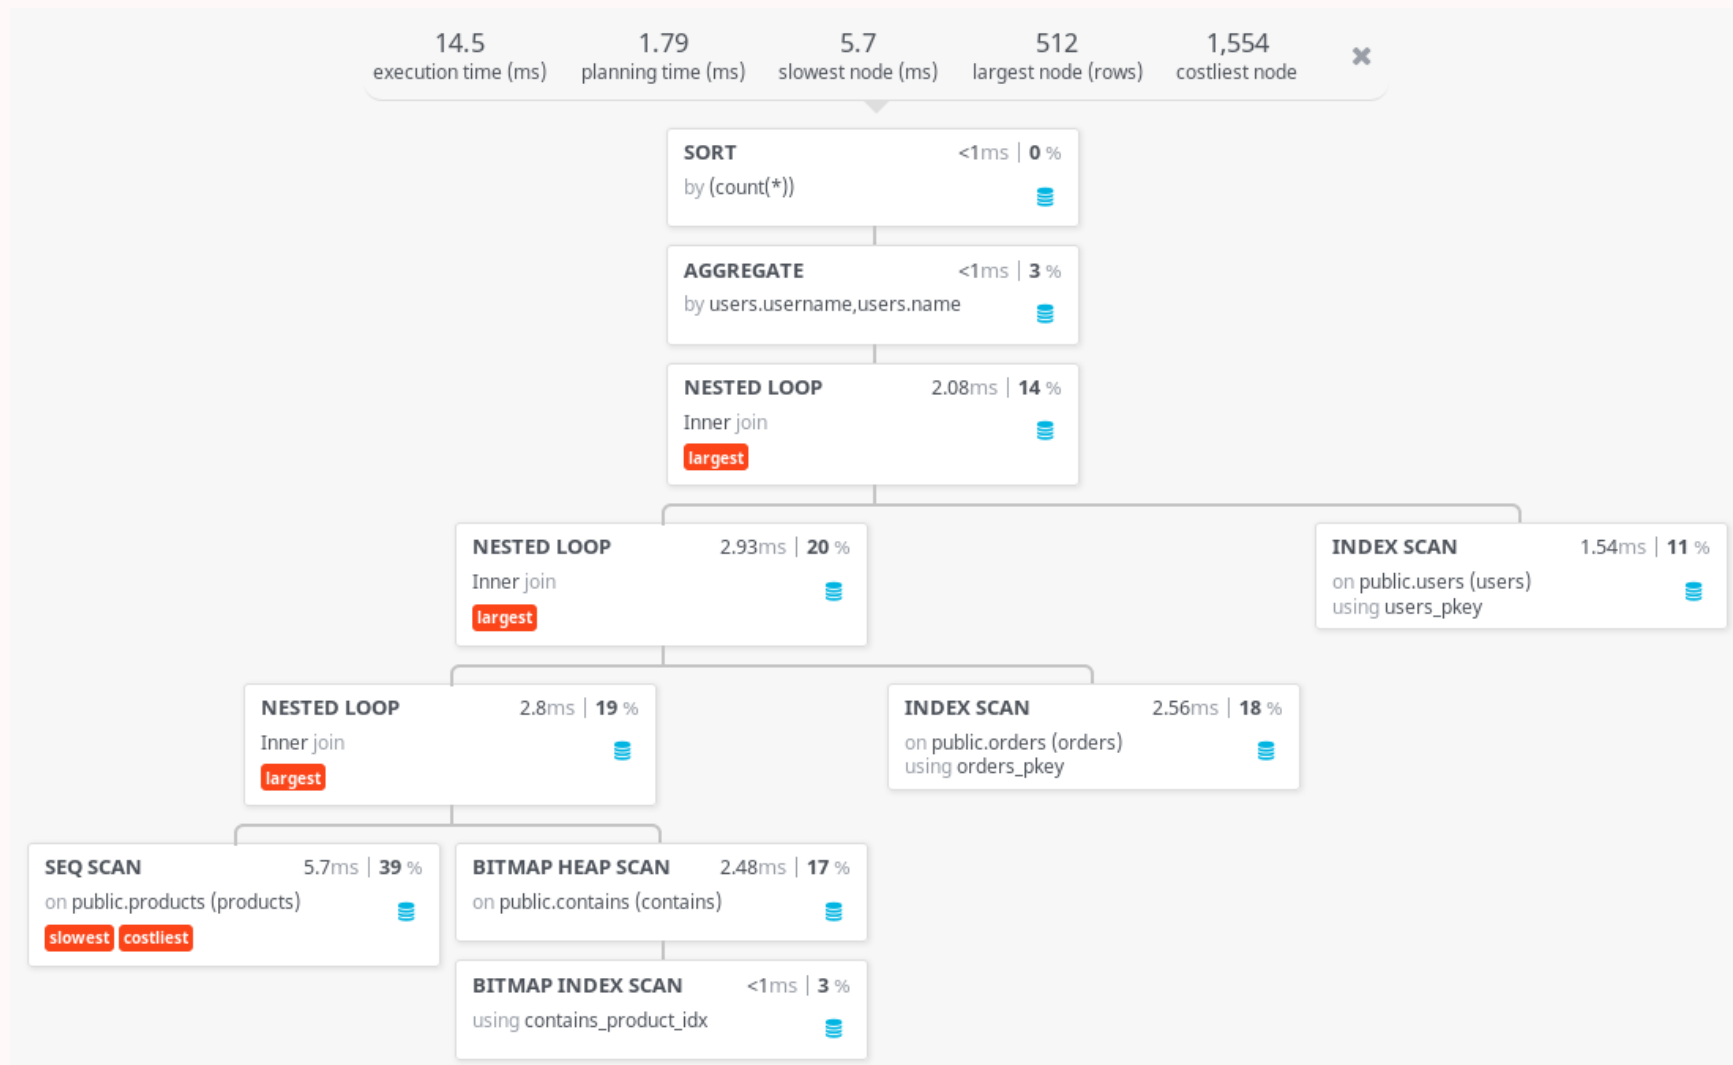 14.5 1.79 5.7 512 1,554 ✖
execution time (ms) planning time (ms) slowest node (ms) largest node (rows) costliest node
SORT <1ms | 0 %
by (count(*))
AGGREGATE <1ms | 3 %
by users.username,users.name
NESTED LOOP 2.08ms | 14 %
Inner join
largest
NESTED LOOP 2.93ms | 20 %
Inner join
largest
INDEX SCAN 1.54ms | 11 %
on public.users (users)
using users_pkey
NESTED LOOP 2.8ms | 19 %
Inner join
largest
INDEX SCAN 2.56ms | 18 %
on public.orders (orders)
using orders_pkey
SEQ SCAN 5.7ms | 39 %
on public.products (products)
slowest costliest
BITMAP HEAP SCAN 2.48ms | 17 %
on public.contains (contains)
BITMAP INDEX SCAN <1ms | 3 %
using contains_product_idx